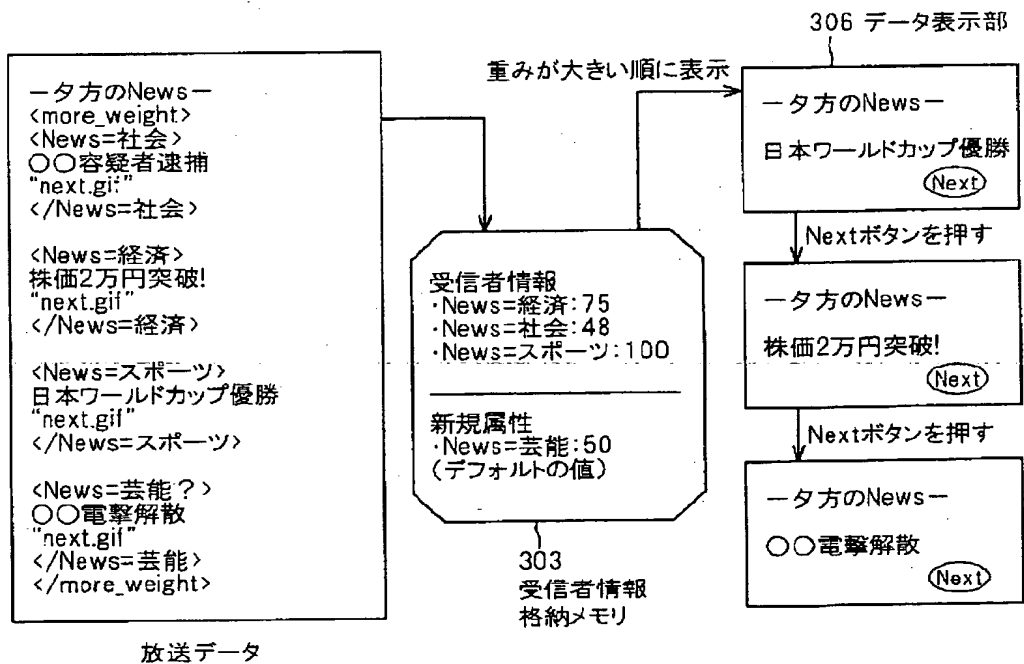 306 データ表示部
重みが大きい順に表示
ー夕方のNewsー
<more_weight>
<News=社会>
○○容疑者逮捕
"next.gif"
</News=社会>
<News=経済>
株価2万円突破!
"next.gif"
</News=経済>
<News=スポーツ>
日本ワールドカップ優勝
"next.gif"
</News=スポーツ>
<News=芸能?>
○○電撃解散
"next.gif"
</News=芸能>
</more_weight>
放送データ
受信者情報
・News=経済:75
・News=社会:48
・News=スポーツ:100
新規属性
・News=芸能:50
(デフォルトの値)
303
受信者情報
格納メモリ
ー夕方のNewsー
日本ワールドカップ優勝
Next
Nextボタンを押す
ー夕方のNewsー
株価2万円突破!
Next
Nextボタンを押す
ー夕方のNewsー
○○電撃解散
Next